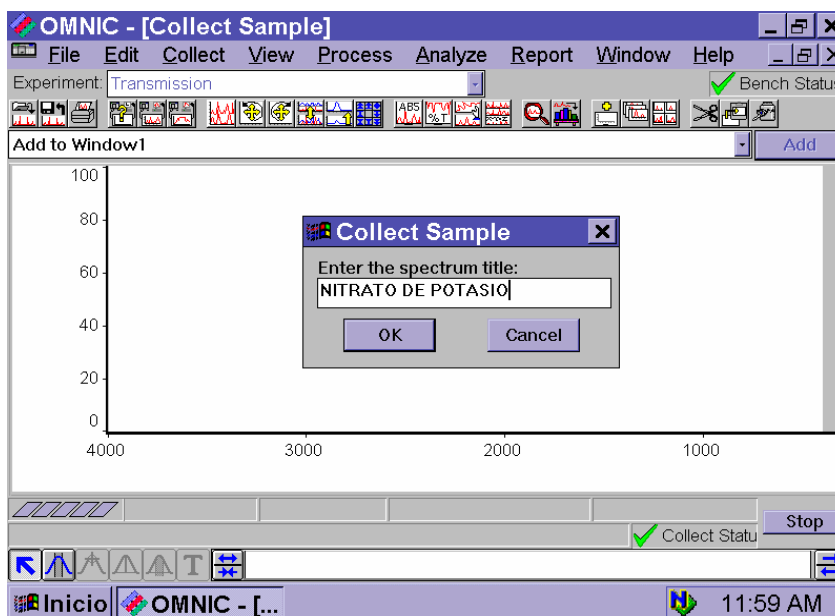 OMNIC - [Collect Sample]
File Edit Collect View Process Analyze Report Window Help
Experiment: Transmission
Bench Status
ABS
%T
Add to Window1
Add
100
80
60
40
20
0
4000 3000 2000 1000
Collect Sample
Enter the spectrum title:
NITRATO DE POTASIO
OK Cancel
Stop
Collect Statu
T
Inicio OMNIC - [... N 11:59 AM